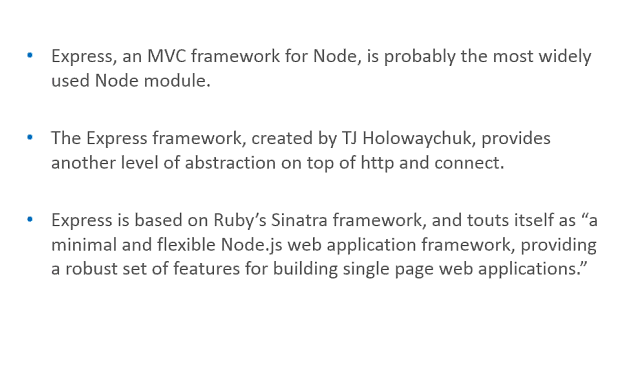 • Express, an MVC framework for Node, is probably the most widely
used Node module.
• The Express framework, created by TJ Holowaychuk, provides
another level of abstraction on top of http and connect.
• Express is based on Ruby’s Sinatra framework, and touts itself as “a
minimal and flexible Node.js web application framework, providing
a robust set of features for building single page web applications.”